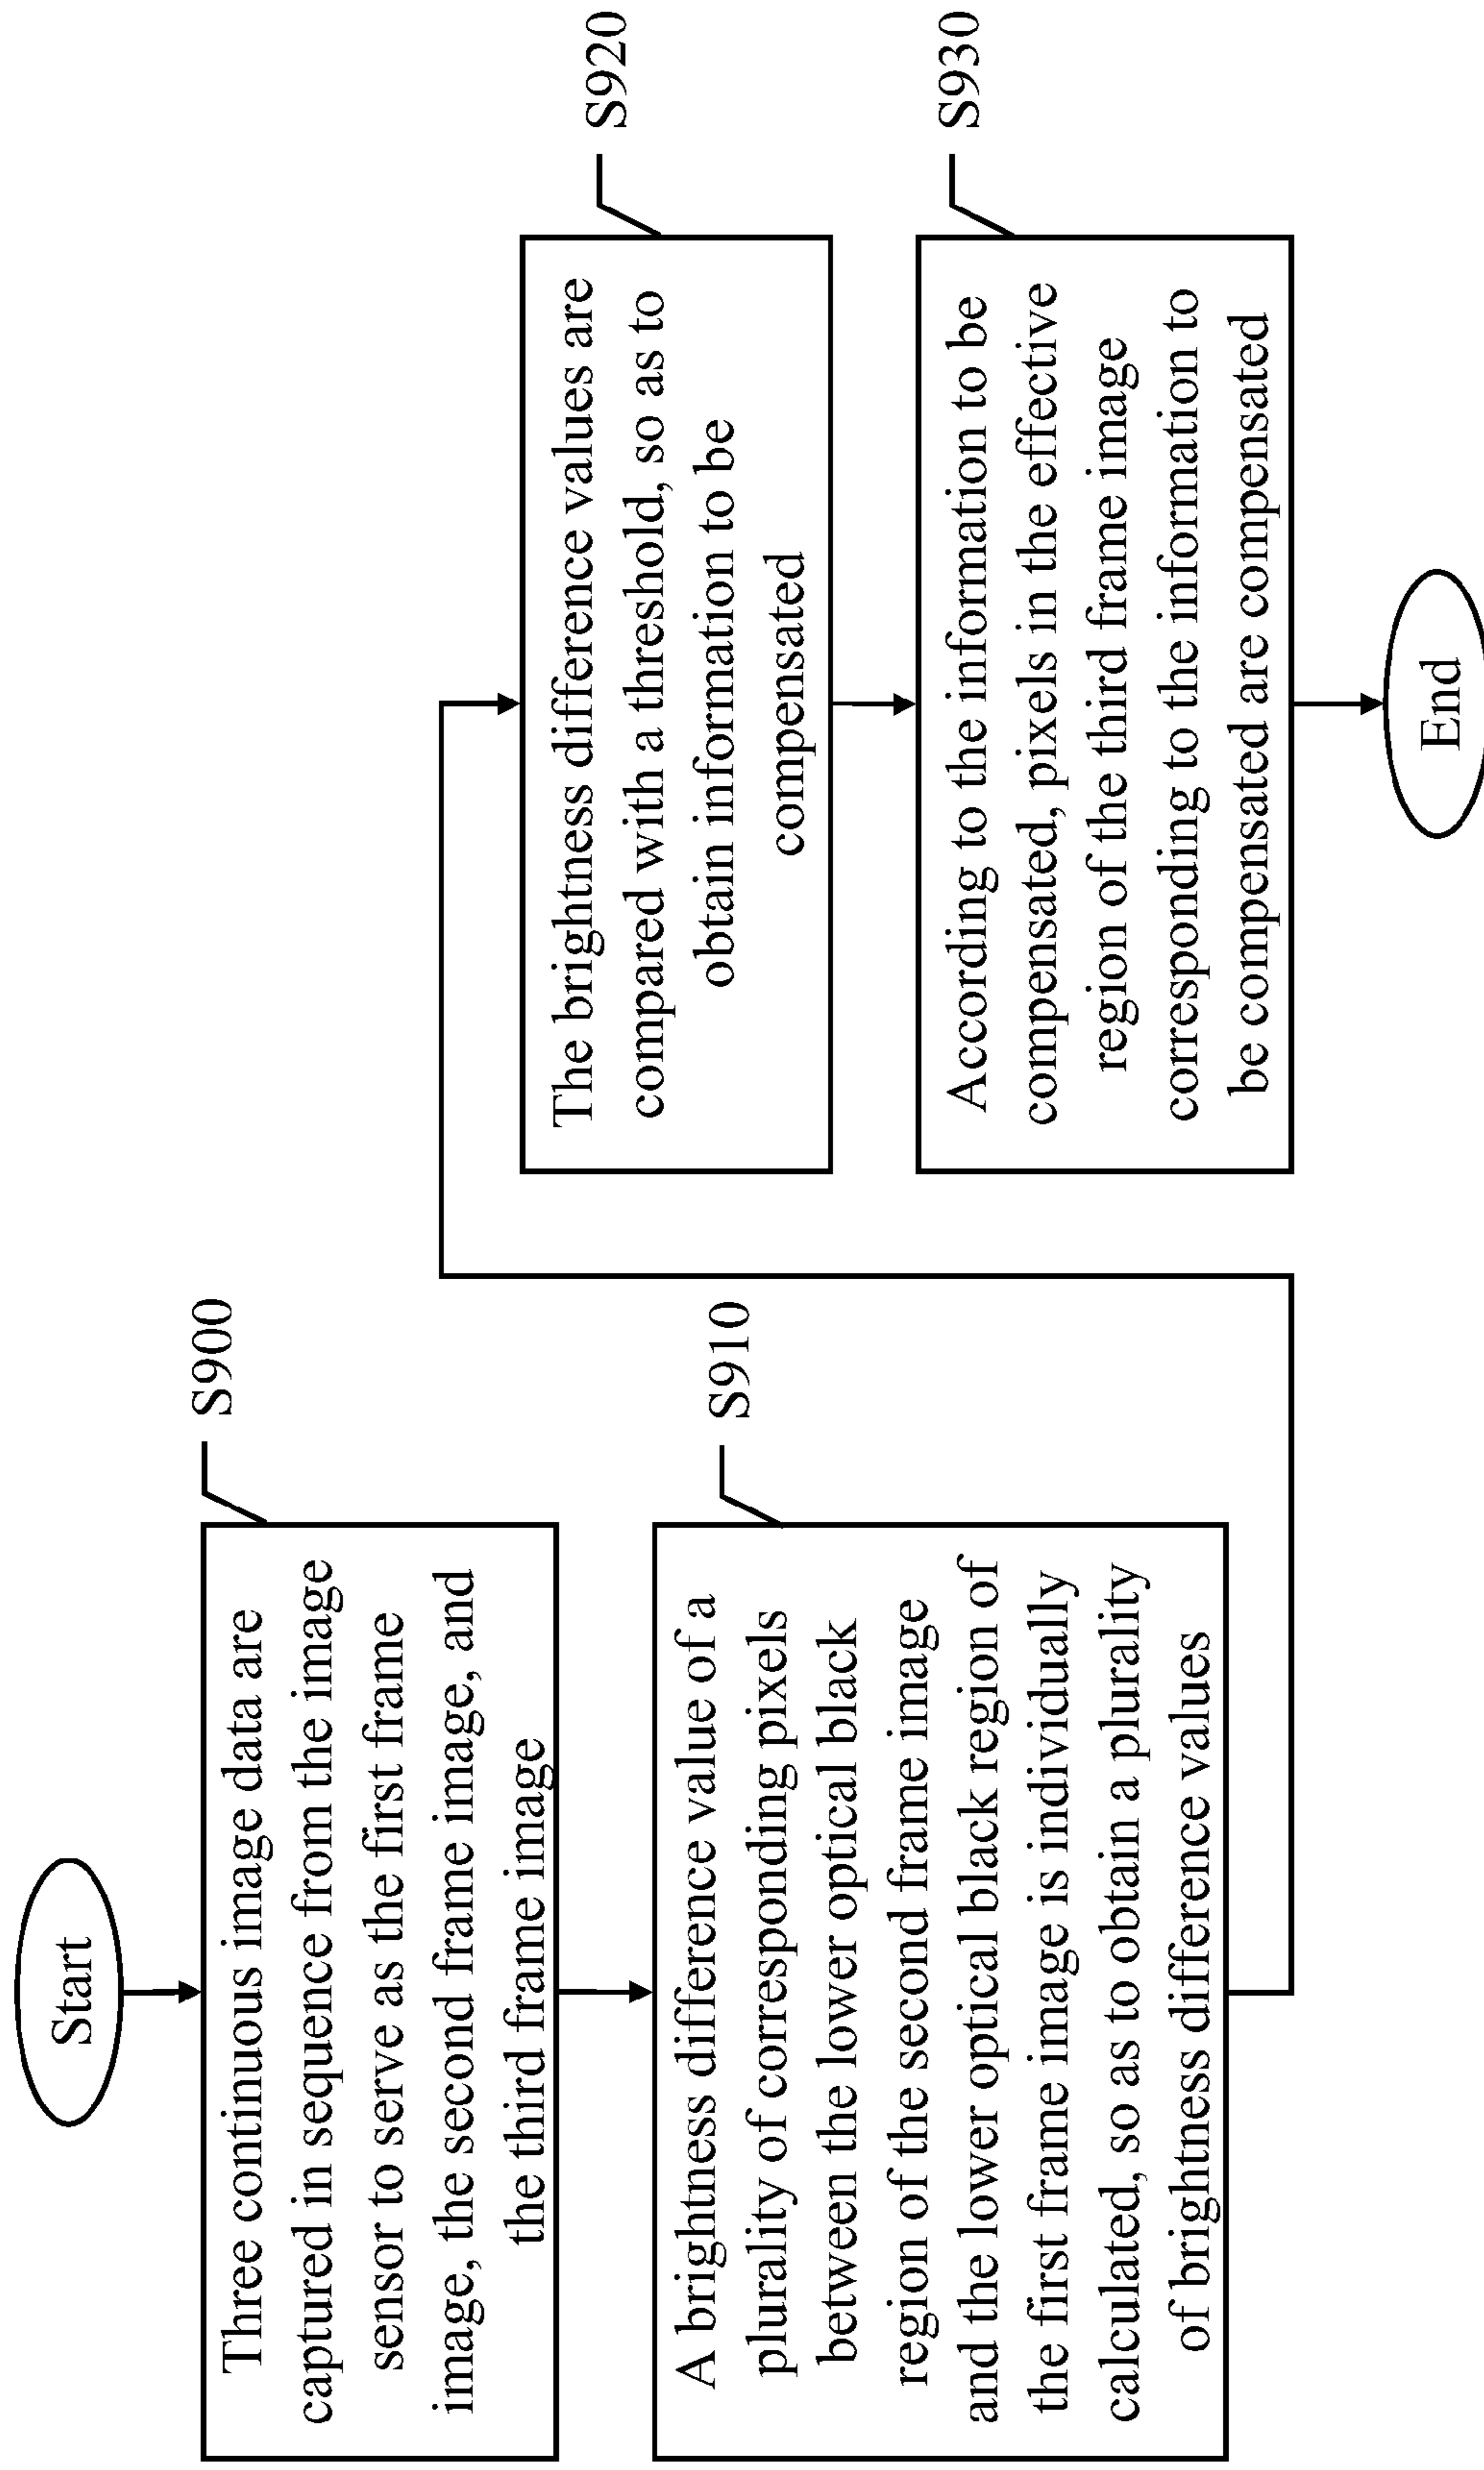 Start
S900
Three continuous image data are
captured in sequence from the image
sensor to serve as the first frame
image, the second frame image, and
the third frame image
S910
A brightness difference value of a
plurality of corresponding pixels
between the lower optical black
region of the second frame image
and the lower optical black region of
the first frame image is individually
calculated, so as to obtain a plurality
of brightness difference values
S920
The brightness difference values are
compared with a threshold, so as to
obtain information to be
compensated
S930
According to the information to be
compensated, pixels in the effective
region of the third frame image
corresponding to the information to
be compensated are compensated
End